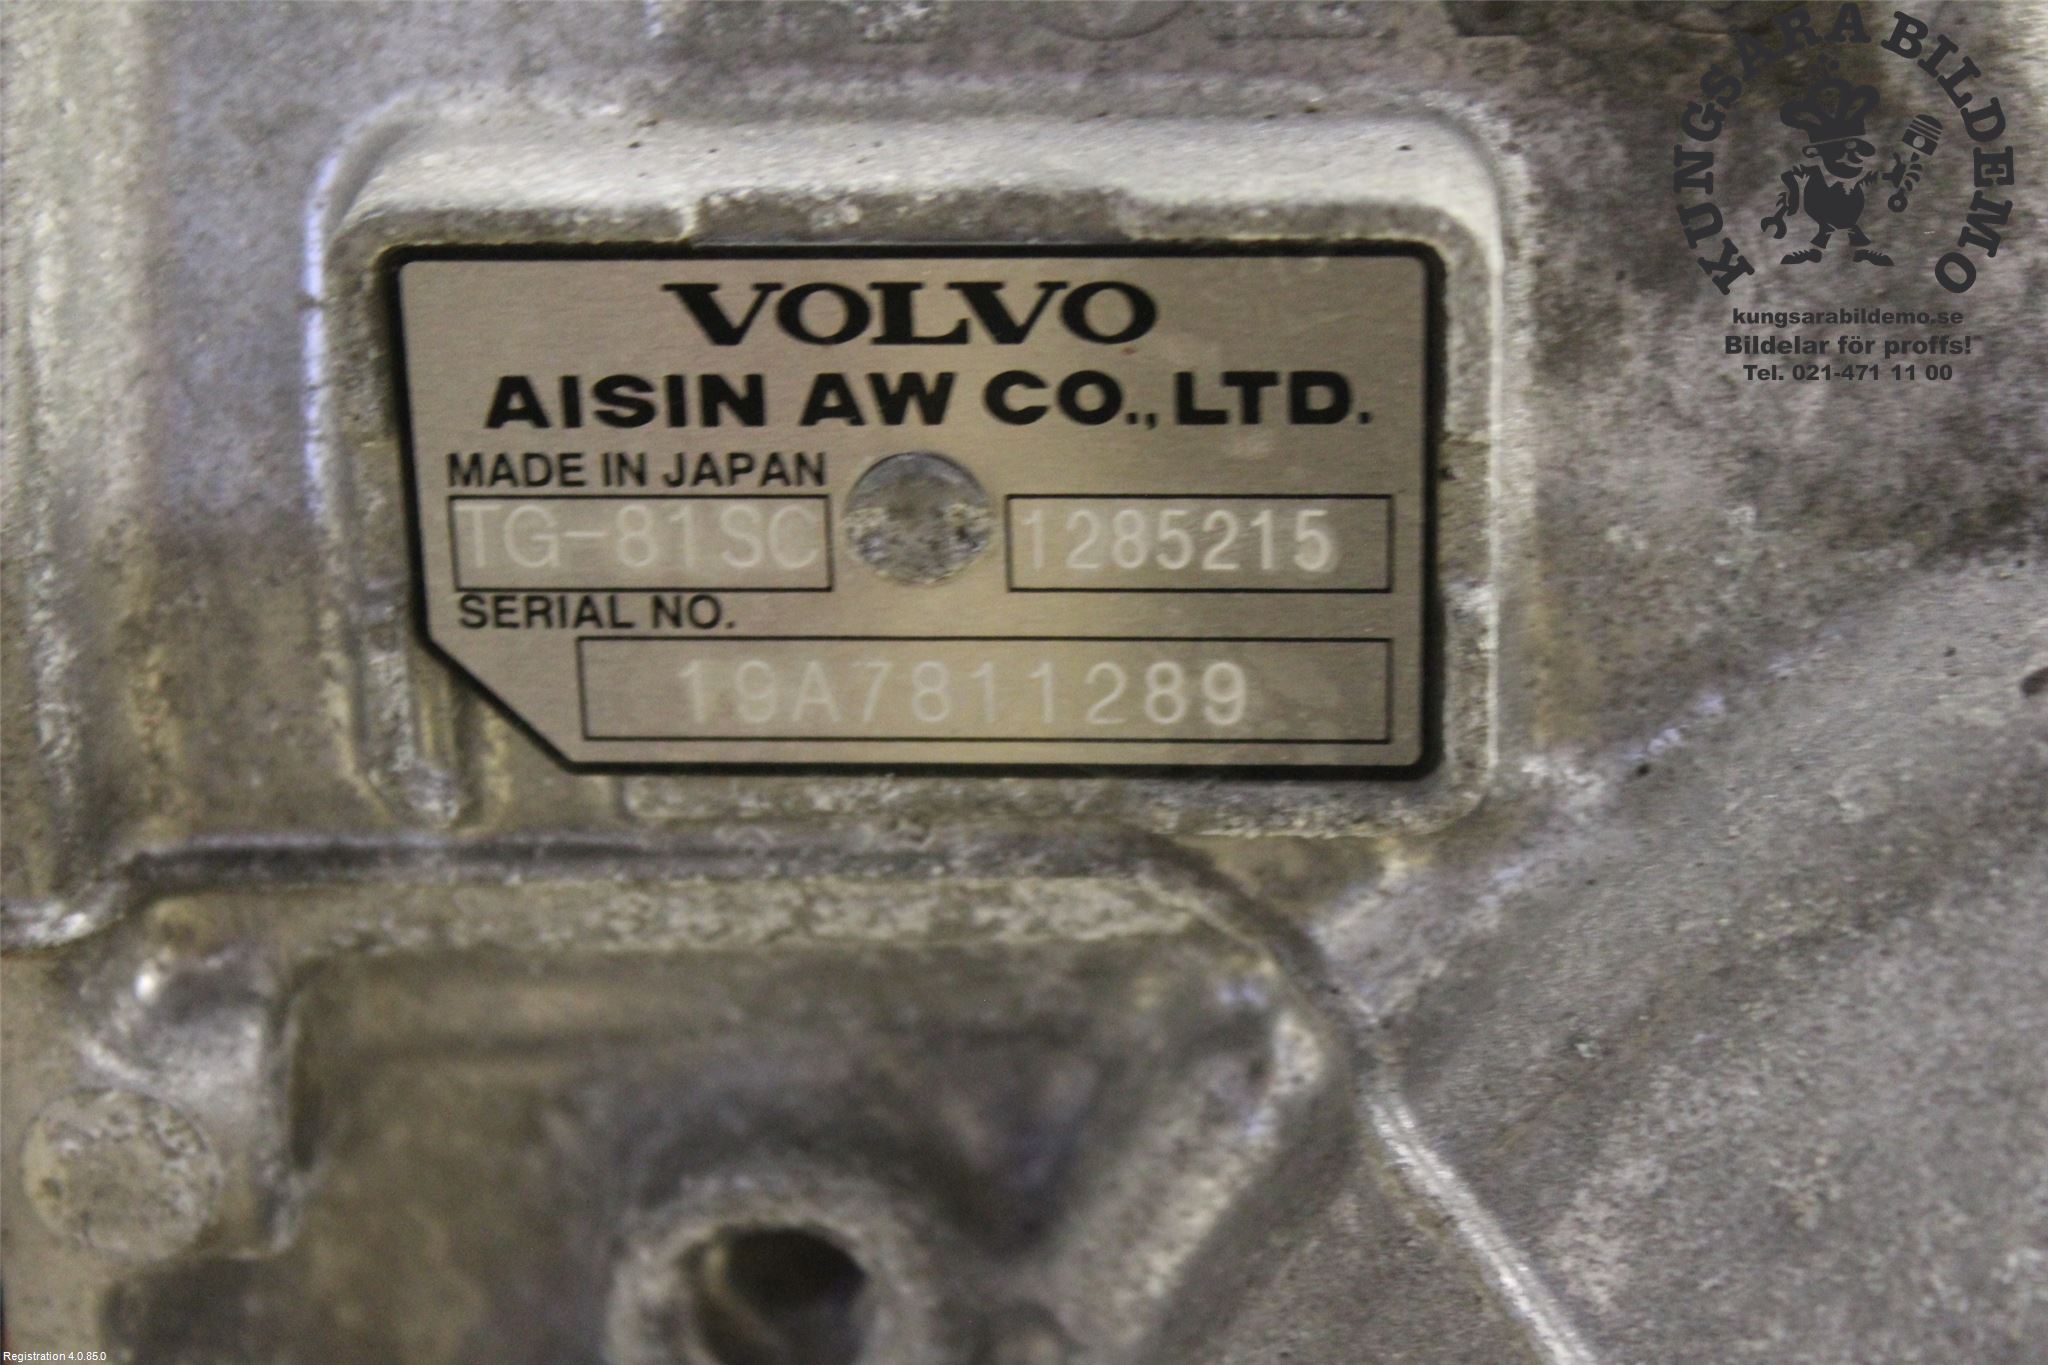 KUNGSARA BILDEMO
kungsarabildemo.se
Bildelar för proffs!
Tel. 021-471 11 00
VOLVO
AISIN AW CO., LTD.
MADE IN JAPAN
TG-81SC 1285215
SERIAL NO.
19A7811289
Registration 4.0.85.0